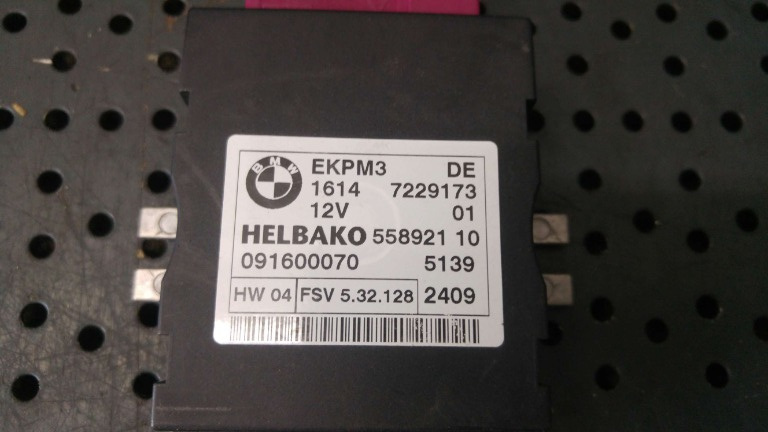 BMW
EKPM3 DE
1614 7229173
12V 01
HELBAKO 558921 10
091600070 5139
HW 04 FSV 5.32.128 2409